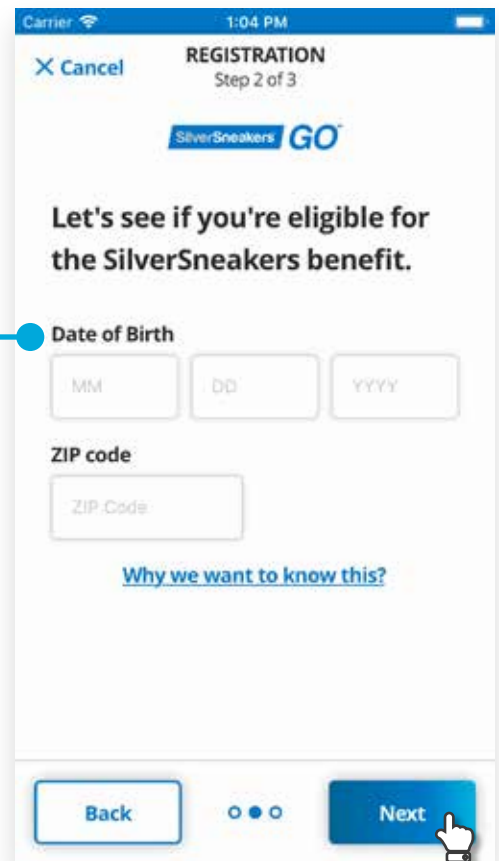 Carrier 1:04 PM
Cancel REGISTRATION
Step 2 of 3
SilverSneakers GO
Let's see if you're eligible for
the SilverSneakers benefit.
Date of Birth
MM DD YYYY
ZIP code
ZIP Code
Why we want to know this?
Back Next